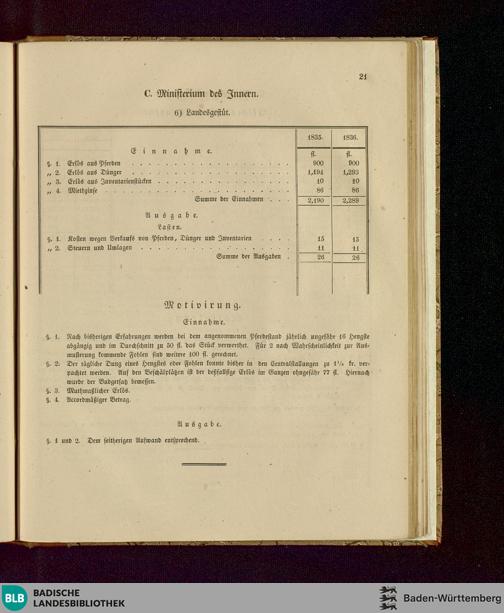 21
C. Ministerium des Innern.
6) Landesgestüt.
1835. 1836.
Einnahme. fl. fl.
§. 1. Erlös aus Pferden 900 900
„ 2. Erlös aus Dünger 1,194 1,293
„ 3. Erlös aus Inventarienstücken 10 10
„ 4. Miethzinse 86 86
Summe der Einnahmen 2,190 2,289
Ausgabe.
Lasten.
§. 1. Kosten wegen Verkaufs von Pferden, Dünger und Inventarien 15 15
„ 2. Steuern und Umlagen 11 11
Summe der Ausgaben 26 26
Motivirung.
Einnahme.
§. 1. Nach bisherigen Erfahrungen werden bei dem angenommenen Pferdestand jährlich ungefähr 16 Hengste
abgängig und im Durchschnitt zu 50 fl. das Stück verwerthet. Für 2 nach Wahrscheinlichkeit zur Aus-
musterung kommende Fohlen sind weitere 100 fl. gerechnet.
§. 2. Der tägliche Dung eines Hengstes oder Fohlen konnte bisher in den Centralstallungen zu 1¼ kr. ver-
pachtet werden. Auf den Beschälplätzen ist der deßfallsige Erlös im Ganzen ohngefähr 77 fl. Hiernach
wurde der Budgetsatz bemessen.
§. 3. Muthmaßlicher Erlös.
§. 4. Accordmäßiger Betrag.
Ausgabe.
§. 1 und 2. Dem seitherigen Aufwand entsprechend.
BLB BADISCHE
LANDESBIBLIOTHEK
Baden-Württemberg